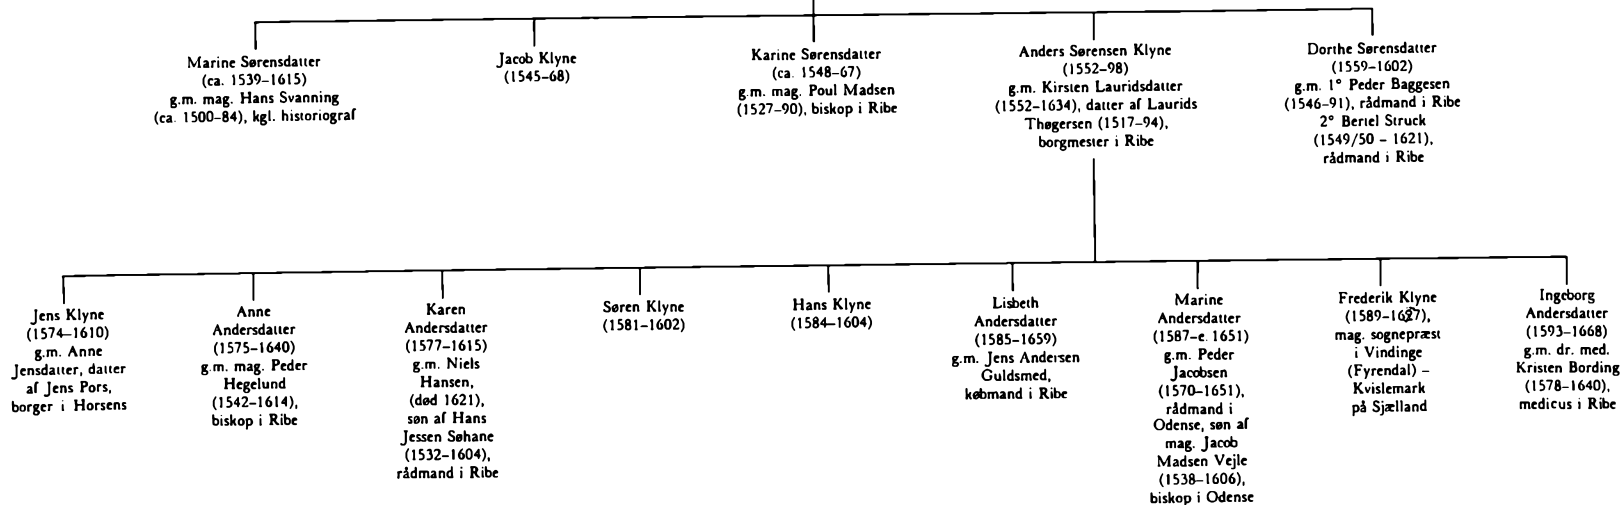 Marine Sørensdatter
(ca. 1539–1615)
g.m. mag. Hans Svanning
(ca. 1500–84), kgl. historiograf
Jacob Klyne
(1545–68)
Karine Sørensdatter
(ca. 1548–67)
g.m. mag. Poul Madsen
(1527–90), biskop i Ribe
Anders Sørensen Klyne
(1552–98)
g.m. Kirsten Lauridsdatter
(1552–1634), datter af Laurids
Thøgersen (1517–94),
borgmester i Ribe
Dorthe Sørensdatter
(1559–1602)
g.m. 1° Peder Baggesen
(1546–91), rådmand i Ribe
2° Bertel Struck
(1549/50 – 1621),
rådmand i Ribe
Jens Klyne
(1574–1610)
g.m. Anne
Jensdatter, datter
af Jens Pors,
borger i Horsens
Anne
Andersdatter
(1575–1640)
g.m. mag. Peder
Hegelund
(1542–1614),
biskop i Ribe
Karen
Andersdatter
(1577–1615)
g.m. Niels
Hansen,
(død 1621),
søn af Hans
Jessen Søhane
(1532–1604),
rådmand i Ribe
Søren Klyne
(1581–1602)
Hans Klyne
(1584–1604)
Lisbeth
Andersdatter
(1585–1659)
g.m. Jens Andersen
Guldsmed,
købmand i Ribe
Marine
Andersdatter
(1587–e. 1651)
g.m. Peder
Jacobsen
(1570–1651),
rådmand i
Odense, søn af
mag. Jacob
Madsen Vejle
(1538–1606),
biskop i Odense
Frederik Klyne
mag. sognepræst
i Vindinge
(Fyrendal) –
Kvislemark
på Sjælland
Ingeborg
Andersdatter
(1593–1668)
g.m. dr. med.
Kristen Bording
(1578–1640),
medicus i Ribe